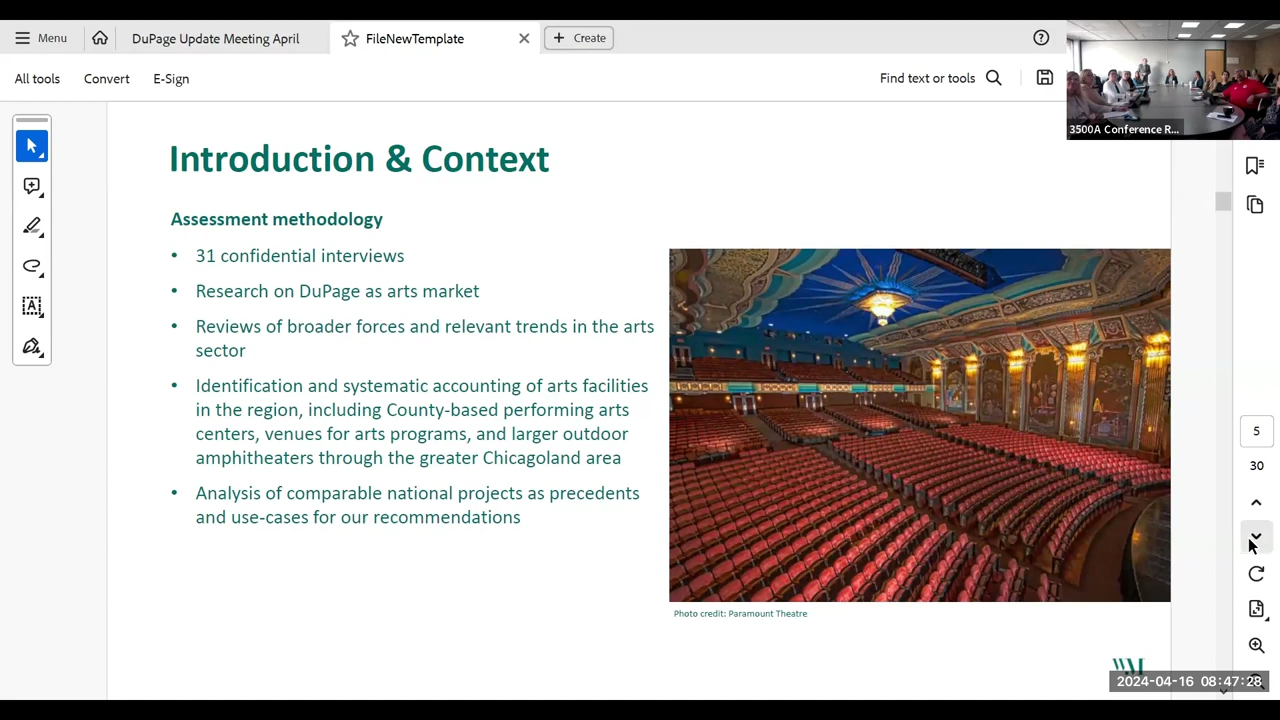 Menu
DuPage Update Meeting April
FileNewTemplate
Create
All tools
Convert
E-Sign
Find text or tools
3500A Conference R...
Introduction & Context
Assessment methodology
• 31 confidential interviews
• Research on DuPage as arts market
• Reviews of broader forces and relevant trends in the arts
sector
• Identification and systematic accounting of arts facilities
in the region, including County-based performing arts
centers, venues for arts programs, and larger outdoor
amphitheaters through the greater Chicagoland area
• Analysis of comparable national projects as precedents
and use-cases for our recommendations
Photo credit: Paramount Theatre
5
30
WM
2024-04-16 08:47:28